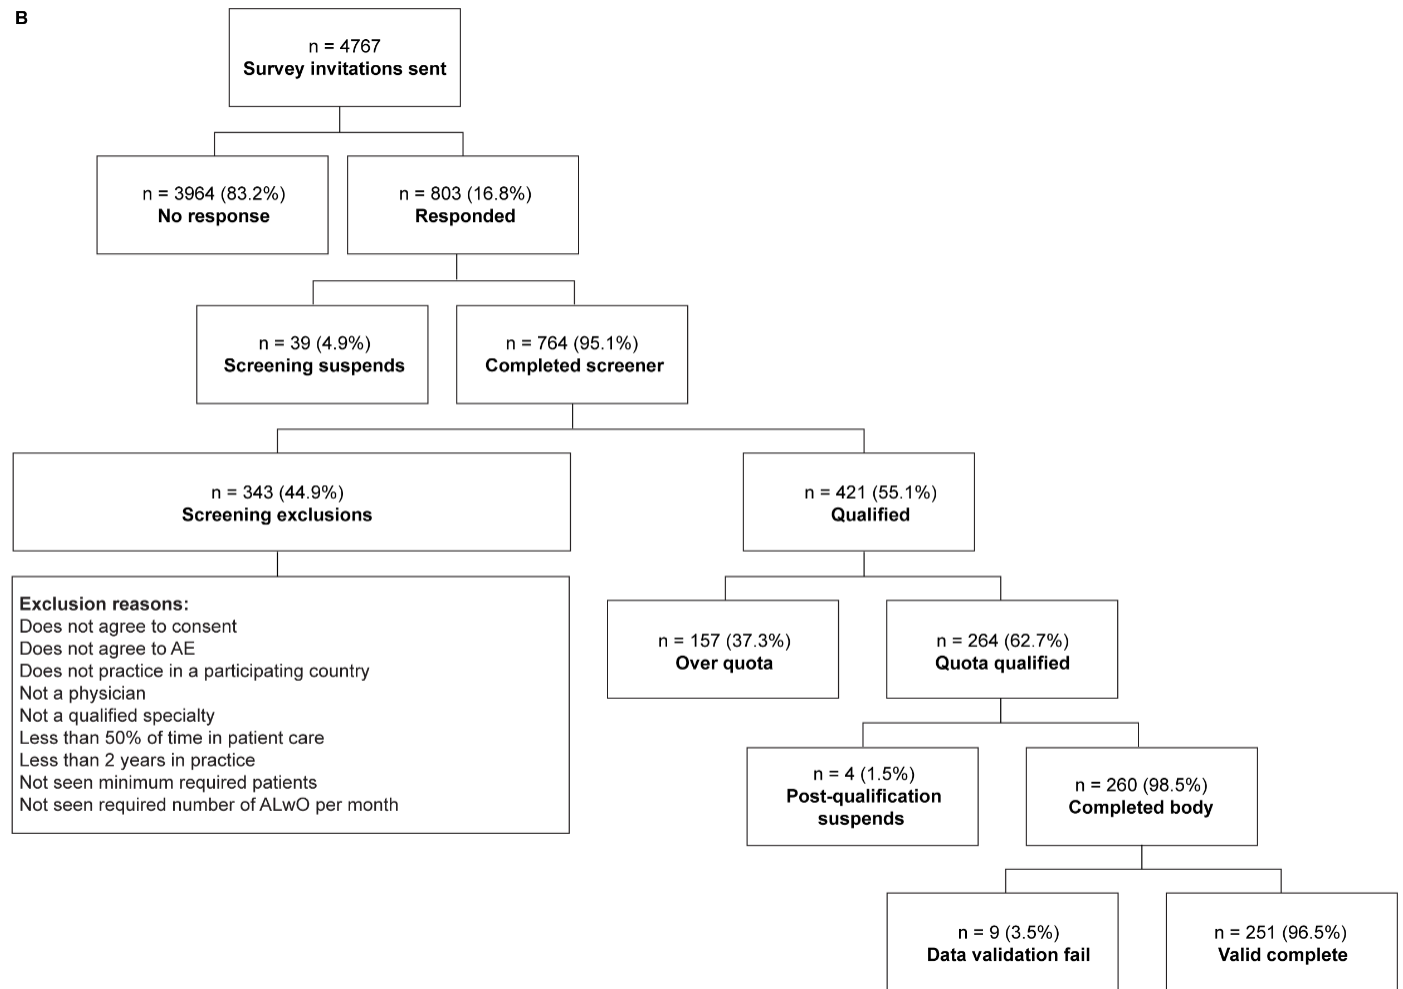 B
n = 4767
Survey invitations sent
n = 3964 (83.2%)
No response
n = 803 (16.8%)
Responded
n = 39 (4.9%)
Screening suspends
n = 764 (95.1%)
Completed screener
n = 343 (44.9%)
Screening exclusions
n = 421 (55.1%)
Qualified
Exclusion reasons:
Does not agree to consent
Does not agree to AE
Does not practice in a participating country
Not a physician
Not a qualified specialty
Less than 50% of time in patient care
Less than 2 years in practice
Not seen minimum required patients
Not seen required number of ALwO per month
n = 157 (37.3%)
Over quota
n = 264 (62.7%)
Quota qualified
n = 4 (1.5%)
Post-qualification
suspends
n = 260 (98.5%)
Completed body
n = 9 (3.5%)
Data validation fail
n = 251 (96.5%)
Valid complete